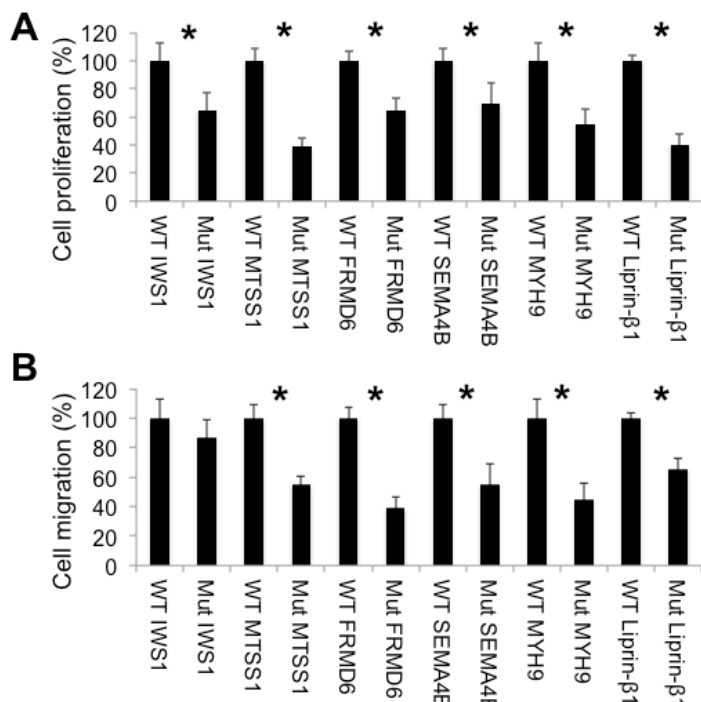 A
Cell proliferation (%)
120
100
80
60
40
20
0
* * * * * *
WT IWS1
Mut IWS1
WT MTSS1
Mut MTSS1
WT FRMD6
Mut FRMD6
WT SEMA4B
Mut SEMA4B
WT MYH9
Mut MYH9
WT Liprin-β1
Mut Liprin-β1
B
Cell migration (%)
120
100
80
60
40
20
0
* * * * *
WT IWS1
Mut IWS1
WT MTSS1
Mut MTSS1
WT FRMD6
Mut FRMD6
WT SEMA4B
Mut SEMA4B
WT MYH9
Mut MYH9
WT Liprin-β1
Mut Liprin-β1